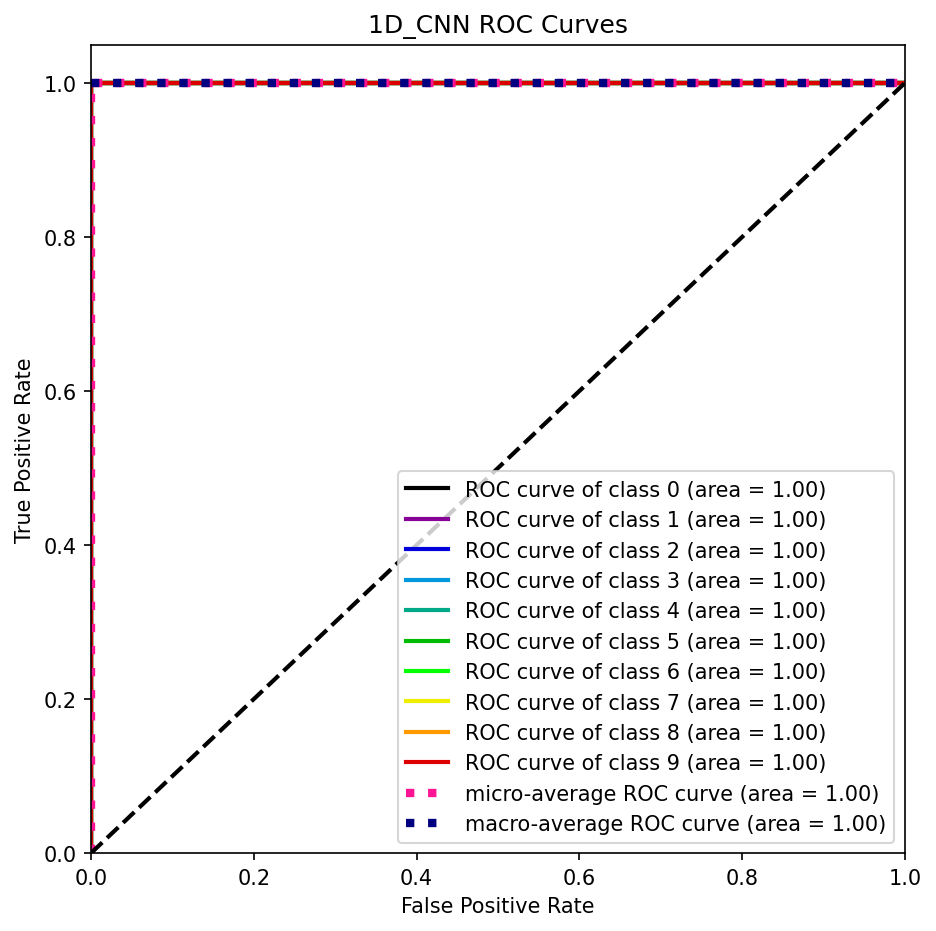 1D_CNN ROC Curves
1.0
0.8
0.6
0.4
0.2
0.0
True Positive Rate
ROC curve of class 0 (area = 1.00)
ROC curve of class 1 (area = 1.00)
ROC curve of class 2 (area = 1.00)
ROC curve of class 3 (area = 1.00)
ROC curve of class 4 (area = 1.00)
ROC curve of class 5 (area = 1.00)
ROC curve of class 6 (area = 1.00)
ROC curve of class 7 (area = 1.00)
ROC curve of class 8 (area = 1.00)
ROC curve of class 9 (area = 1.00)
micro-average ROC curve (area = 1.00)
macro-average ROC curve (area = 1.00)
0.0 0.2 0.4 0.6 0.8 1.0
False Positive Rate